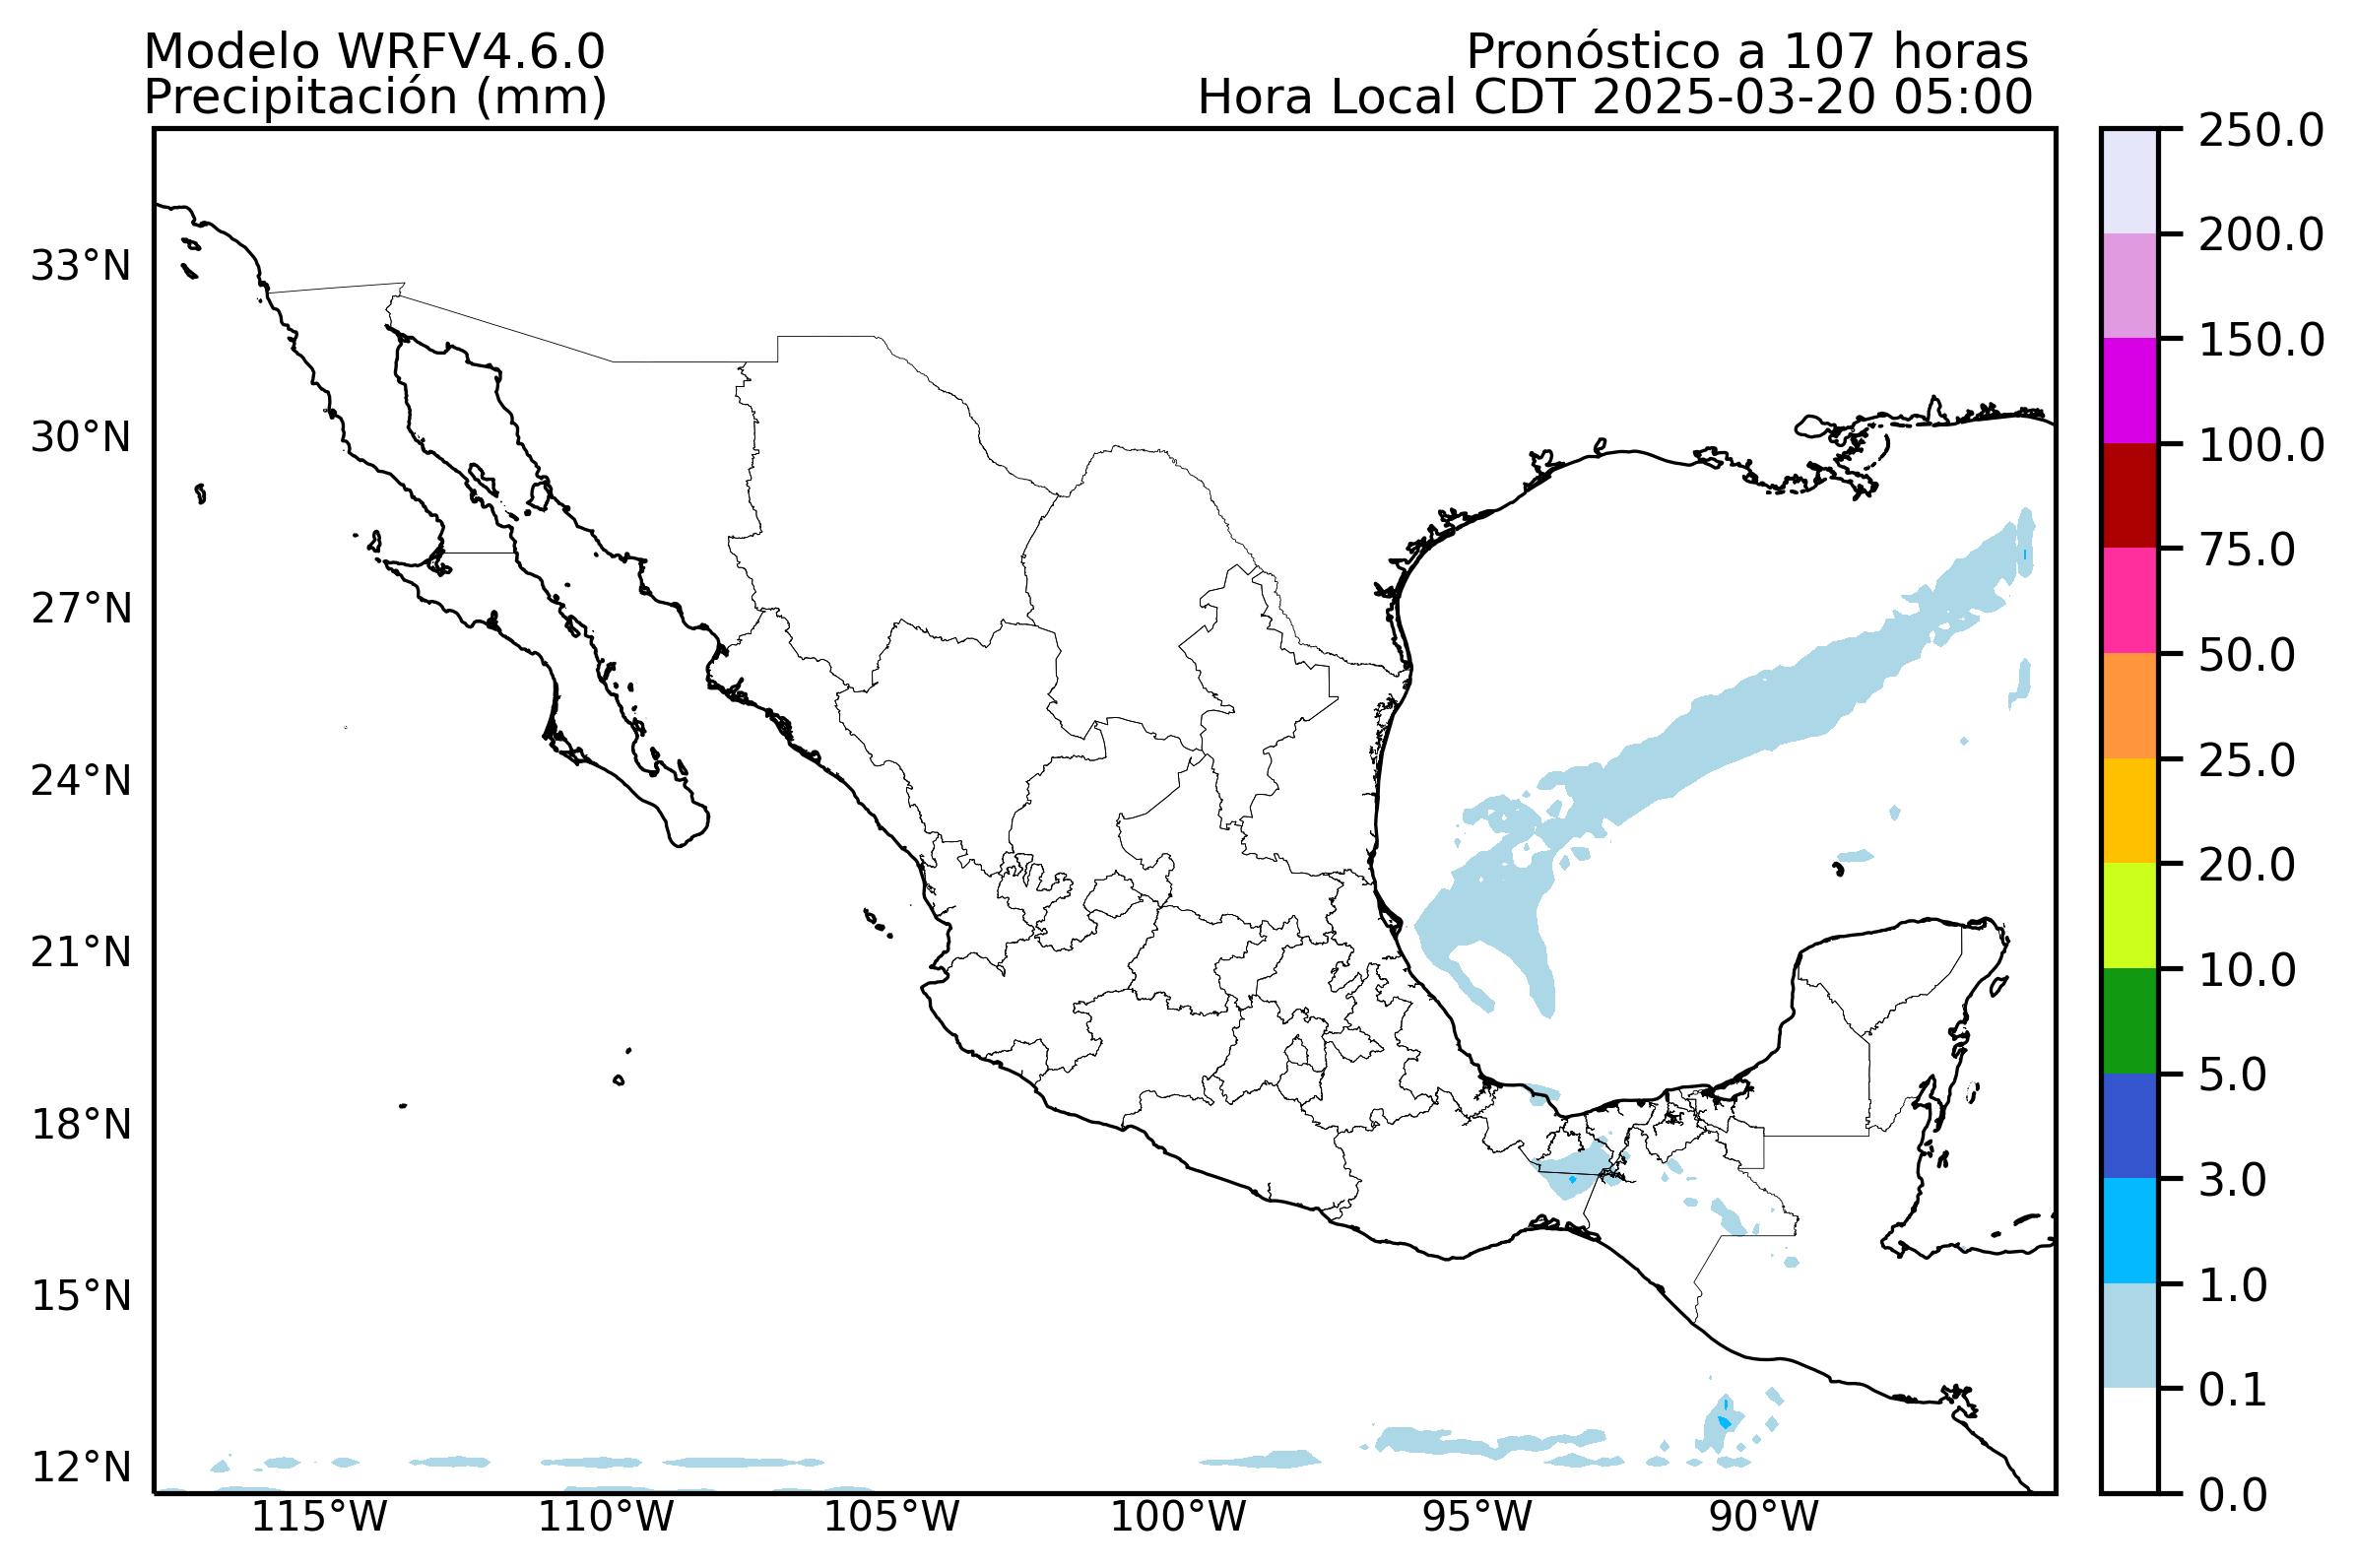 Modelo WRFV4.6.0
Pronóstico a 107 horas
Precipitación (mm)
Hora Local CDT 2025-03-20 05:00
33°N
30°N
27°N
24°N
21°N
18°N
15°N
12°N
115°W
110°W
105°W
100°W
95°W
90°W
250.0
200.0
150.0
100.0
75.0
50.0
25.0
20.0
10.0
5.0
3.0
1.0
0.1
0.0